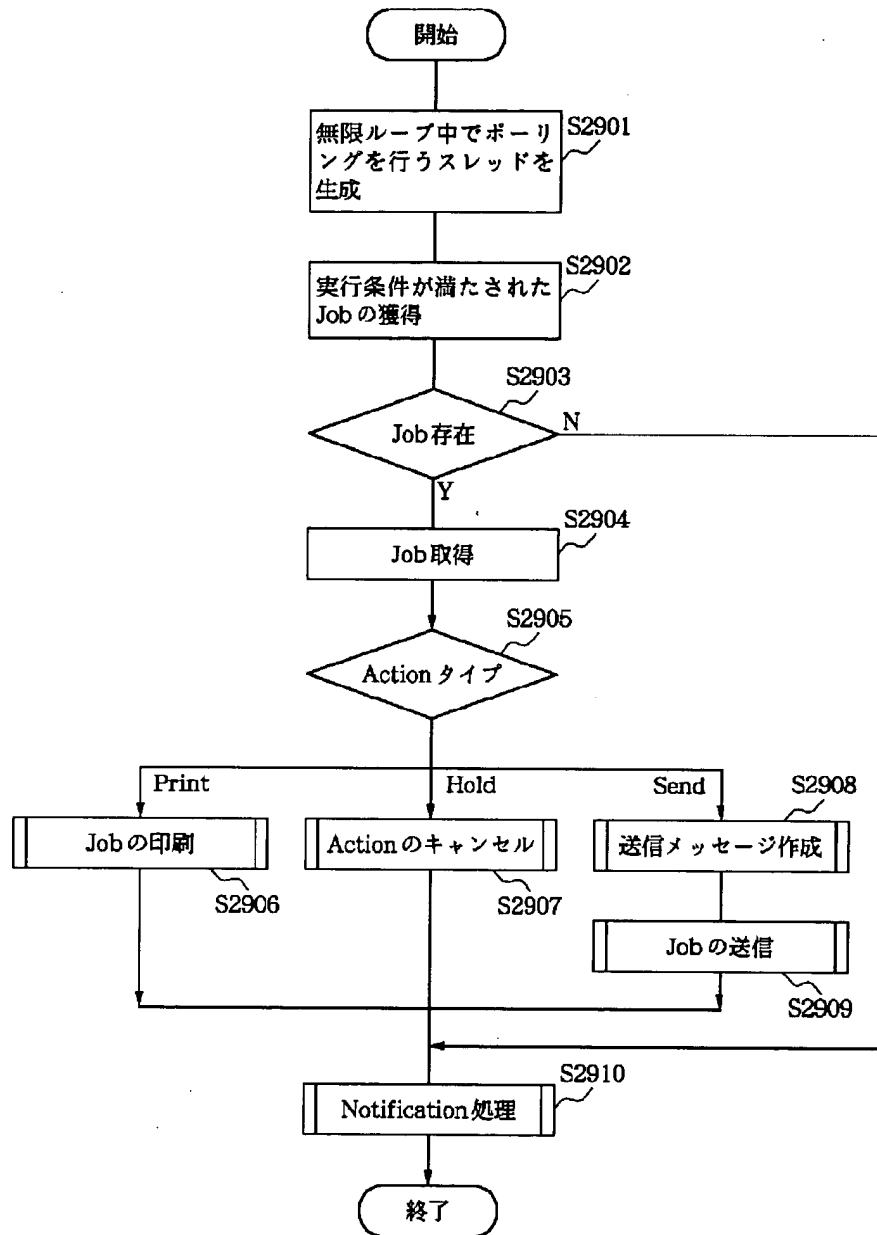 開始
無限ループ中でポーリ
ングを行うスレッドを
生成
S2901
実行条件が満たされた
Jobの獲得
S2902
Job存在
S2903
N
Y
Job取得
S2904
Actionタイプ
S2905
Print
Hold
Send
Jobの印刷
S2906
Actionのキャンセル
S2907
送信メッセージ作成
S2908
Jobの送信
S2909
Notification処理
S2910
終了